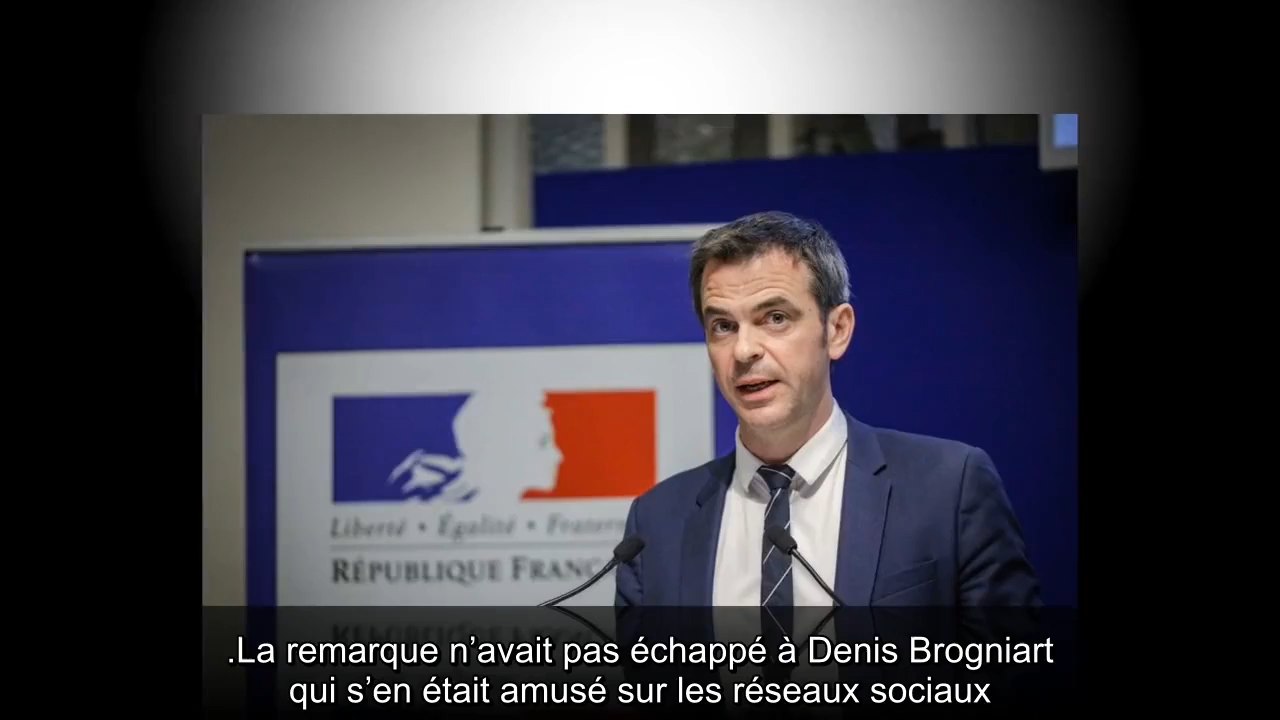 Liberté • Égalité • Fratern
RÉPUBLIQUE FRANÇ
.La remarque n’avait pas échappé à Denis Brogniart
qui s’en était amusé sur les réseaux sociaux